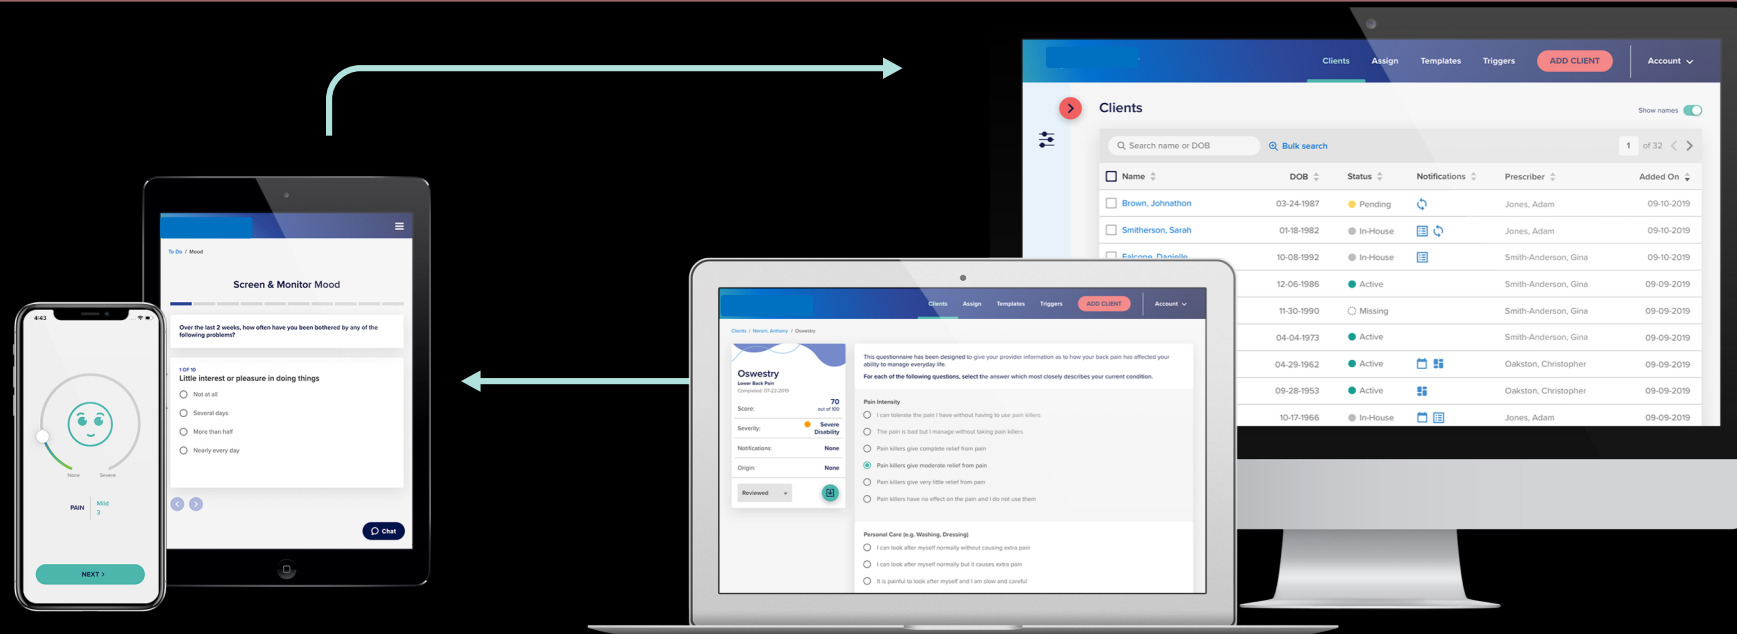 4:43
None Severe
PAIN Mild
3
NEXT >
To Do / Mood
Screen & Monitor Mood
Over the last 2 weeks, how often have you been bothered by any of the
following problems?
1 OF 10
Little interest or pleasure in doing things
Not at all
Several days
More than half
Nearly every day
Chat
Clients Assign Templates Triggers ADD CLIENT Account
Clients / Anthony / Oswestry
Oswestry
Lower Back Pain
Completed: 07-22-2019
Score: 70
out of 100
Severity: Severe
Disability
Notifications: None
Origin: None
Reviewed
This questionnaire has been designed to give your provider information as to how your back pain has affected your
ability to manage everyday life.
For each of the following questions, select the answer which most closely describes your current condition.
Pain Intensity
I can tolerate the pain I have without having to use pain killers
The pain is bad but I manage without taking pain killers
Pain killers give complete relief from pain
Pain killers give moderate relief from pain
Pain killers give very little relief from pain
Pain killers have no effect on the pain and I do not use them
Personal Care (e.g. Washing, Dressing)
I can look after myself normally without causing extra pain
I can look after myself normally but it causes extra pain
It is painful to look after myself and I am slow and careful
Clients Assign Templates Triggers ADD CLIENT Account
Clients
Show names
Search name or DOB Bulk search 1 of 32
Name DOB Status Notifications Prescriber Added On
Brown, Johnathon 03-24-1987 Pending Jones, Adam 09-10-2019
Smitherson, Sarah 01-18-1982 In-House Jones, Adam 09-10-2019
Falcone, Danielle 10-08-1992 In-House Smith-Anderson, Gina 09-10-2019
12-06-1986 Active Smith-Anderson, Gina 09-09-2019
11-30-1990 Missing Smith-Anderson, Gina 09-09-2019
04-04-1973 Active Smith-Anderson, Gina 09-09-2019
04-29-1962 Active Oakston, Christopher 09-09-2019
09-28-1953 Active Oakston, Christopher 09-09-2019
10-17-1966 In-House Jones, Adam 09-09-2019